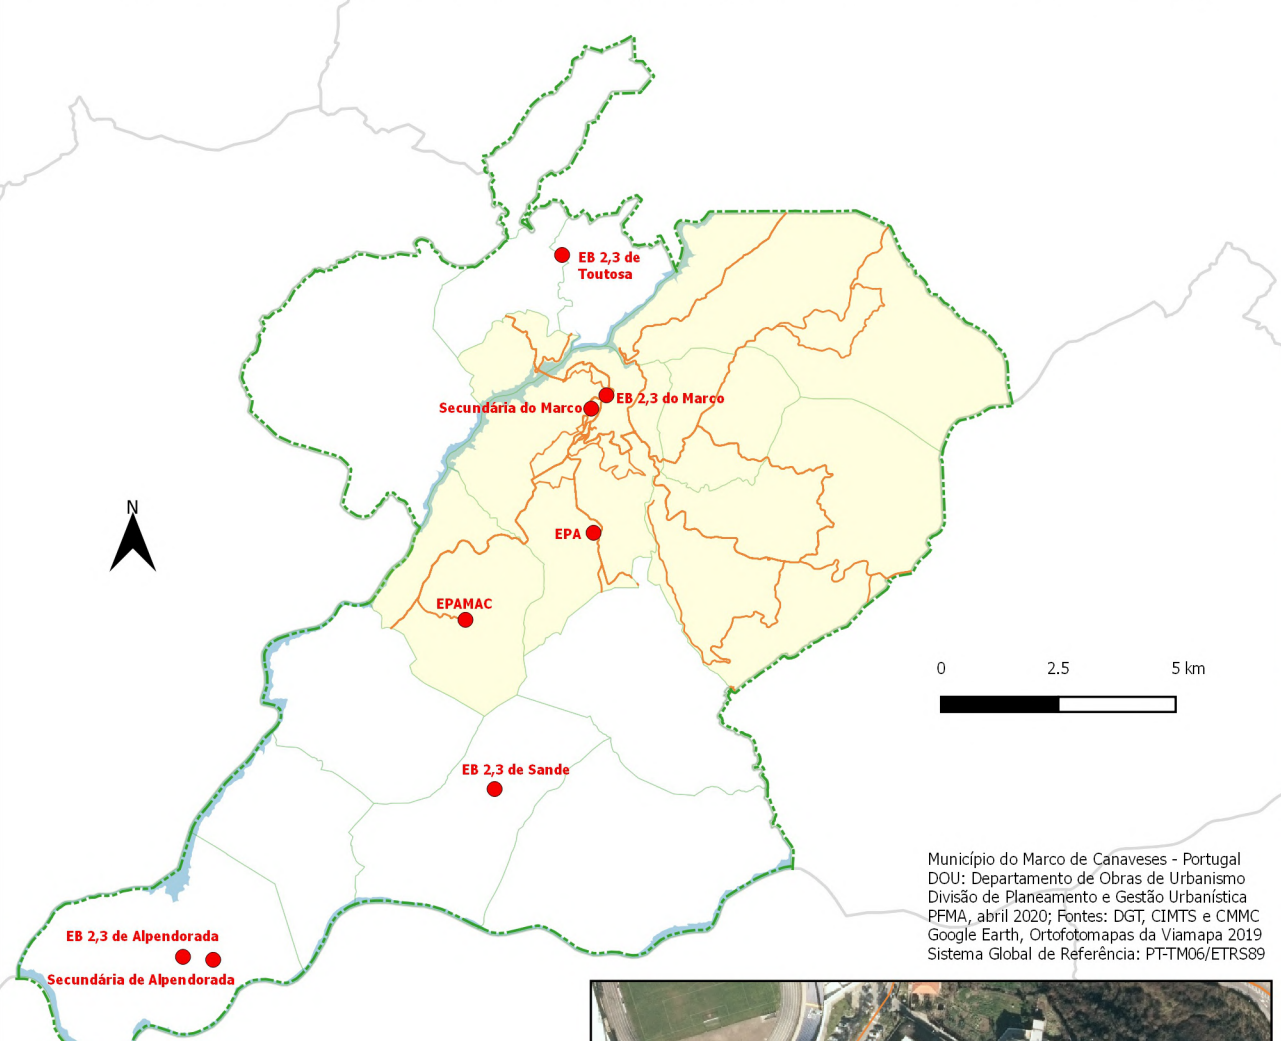 EB 2,3 de
Toutosa
EB 2,3 do Marco
Secundária do Marco
N
EPA
EPAMAC
0 2.5 5 km
EB 2,3 de Sande
Município do Marco de Canaveses - Portugal
DOU: Departamento de Obras de Urbanismo
Divisão de Planeamento e Gestão Urbanística
PFMA, abril 2020; Fontes: DGT, CIMTS e CMMC
Google Earth, Ortofotomapas da Viamapa 2019
Sistema Global de Referência: PT-TM06/ETRS89
EB 2,3 de Alpendorada
Secundária de Alpendorada